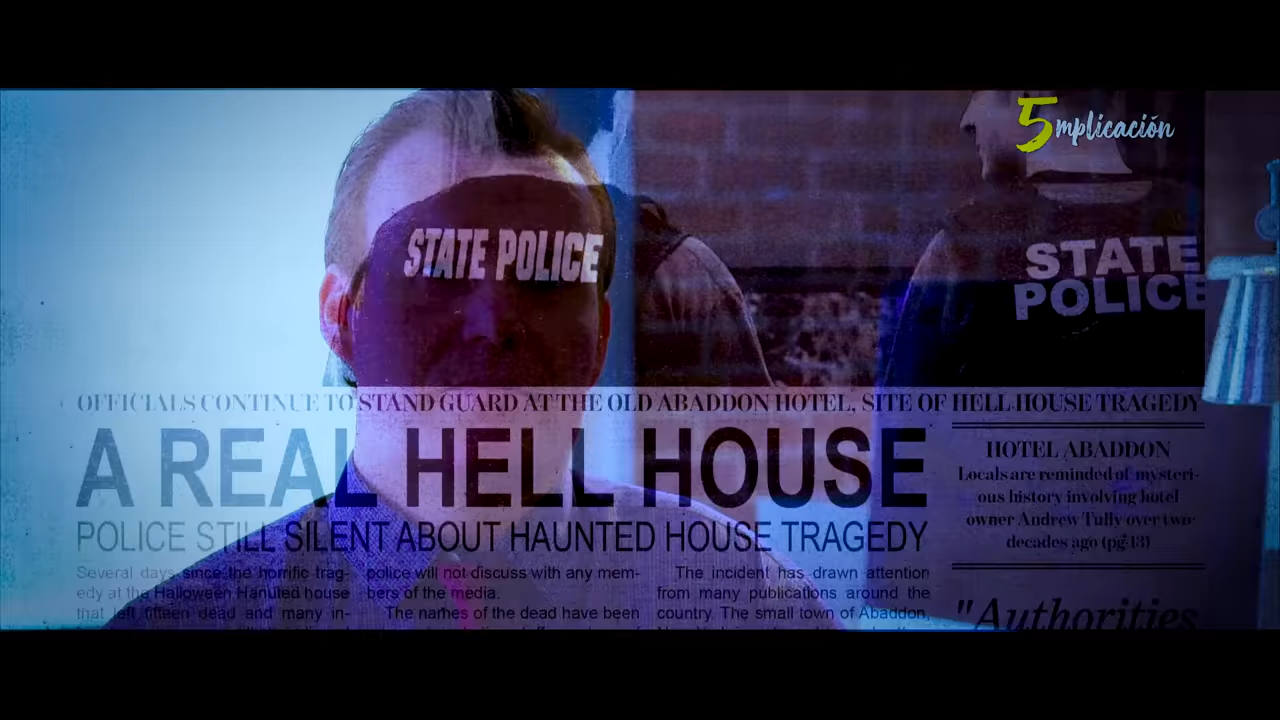 5mplicación
STATE POLICE
STATE
POLICE
OFFICIALS CONTINUE TO STAND GUARD AT THE OLD ABADDON HOTEL, SITE OF HELL HOUSE TRAGEDY
A REAL HELL HOUSE
POLICE STILL SILENT ABOUT HAUNTED HOUSE TRAGEDY
Several days since the horrific trag-
edy at the Halloween Hanuted house
that left fifteen dead and many in-
police will not discuss with any mem-
bers of the media.
The names of the dead have been
The incident has drawn attention
from many publications around the
country. The small town of Abaddon,
HOTEL ABADDON
Locals are reminded of mysteri-
ous history involving hotel
owner Andrew Tully over two
decades ago (pg 13)
"Authorities